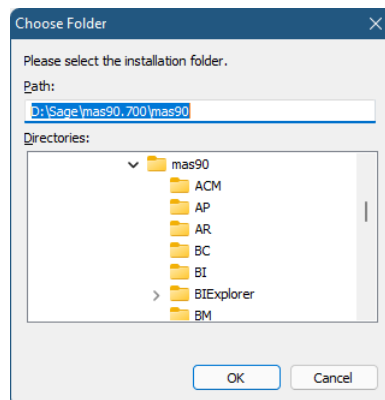 Choose Folder
Please select the installation folder.
Path:
D:\Sage\mas90.700\mas90
Directories:
mas90
ACM
AP
AR
BC
BI
BIExplorer
BM
OK Cancel